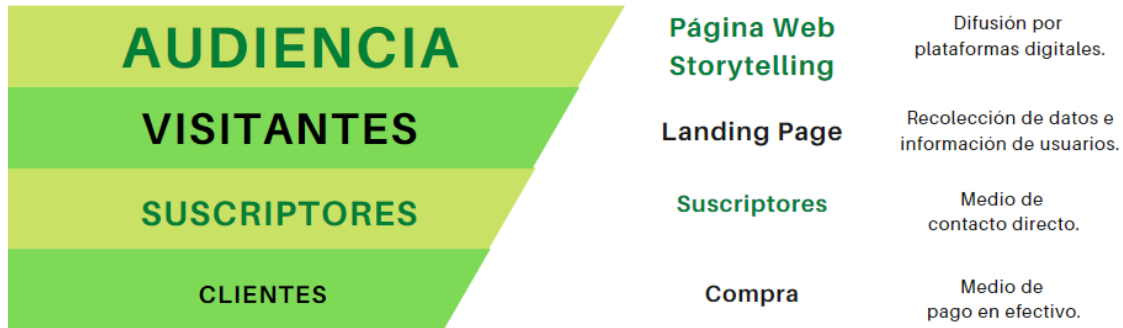 AUDIENCIA
Página Web
Storytelling
Difusión por
plataformas digitales.
VISITANTES
Landing Page
Recolección de datos e
información de usuarios.
SUSCRIPTORES
Suscriptores
Medio de
contacto directo.
CLIENTES
Compra
Medio de
pago en efectivo.